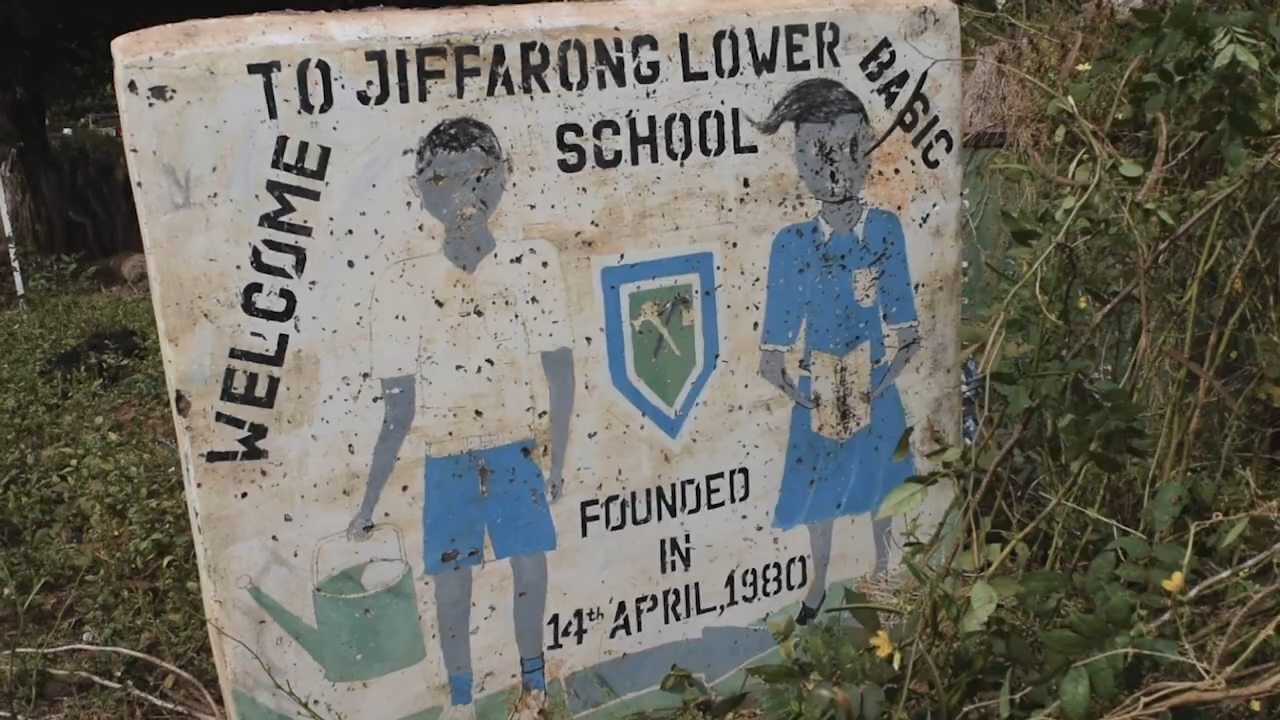 WELCOME TO JIFFARONG LOWER BASIC
SCHOOL
FOUNDED
IN
14th APRIL, 1980